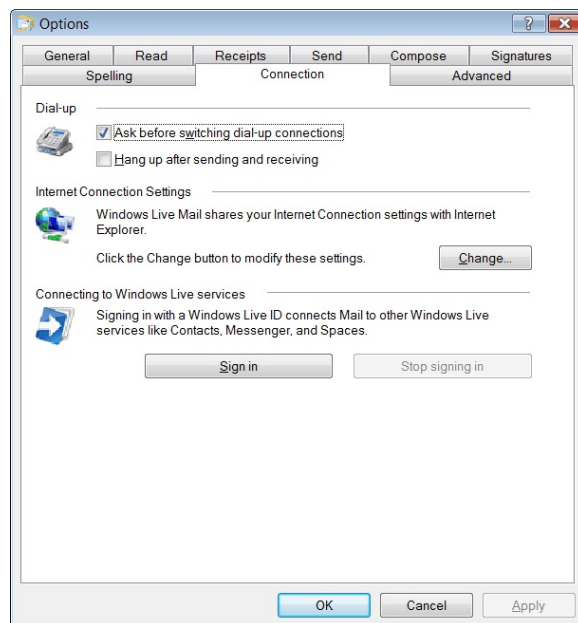 Options
General Read Receipts Send Compose Signatures
Spelling Connection Advanced
Dial-up
Ask before switching dial-up connections
Hang up after sending and receiving
Internet Connection Settings
Windows Live Mail shares your Internet Connection settings with Internet
Explorer.
Click the Change button to modify these settings. Change...
Connecting to Windows Live services
Signing in with a Windows Live ID connects Mail to other Windows Live
services like Contacts, Messenger, and Spaces.
Sign in Stop signing in
OK Cancel Apply